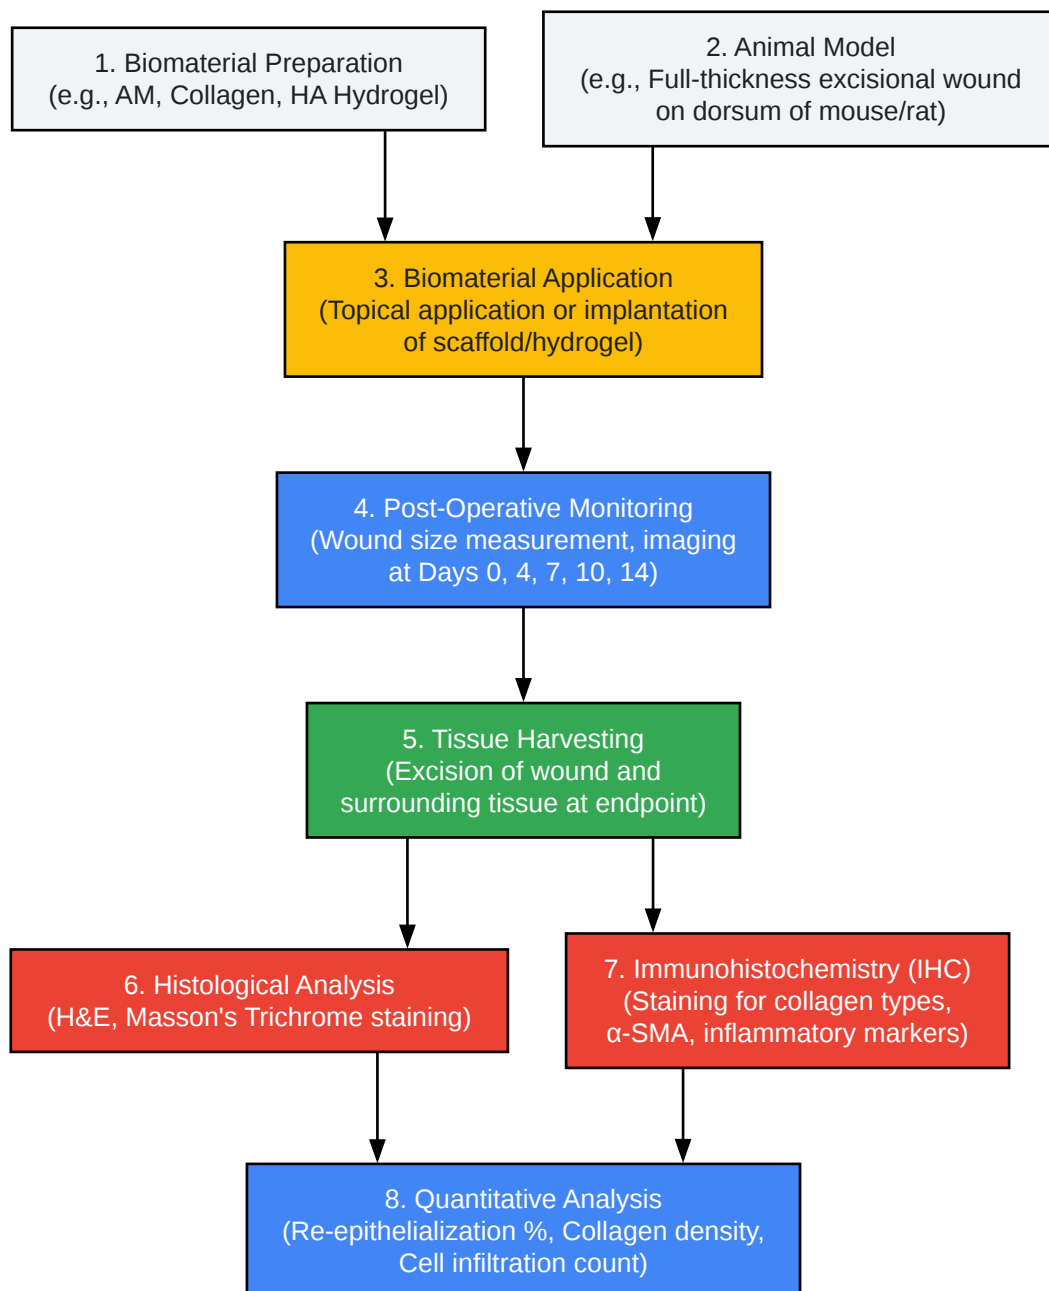 1. Biomaterial Preparation
(e.g., AM, Collagen, HA Hydrogel)
2. Animal Model
(e.g., Full-thickness excisional wound
on dorsum of mouse/rat)
3. Biomaterial Application
(Topical application or implantation
of scaffold/hydrogel)
4. Post-Operative Monitoring
(Wound size measurement, imaging
at Days 0, 4, 7, 10, 14)
5. Tissue Harvesting
(Excision of wound and
surrounding tissue at endpoint)
6. Histological Analysis
(H&E, Masson's Trichrome staining)
7. Immunohistochemistry (IHC)
(Staining for collagen types,
α-SMA, inflammatory markers)
8. Quantitative Analysis
(Re-epithelialization %, Collagen density,
Cell infiltration count)